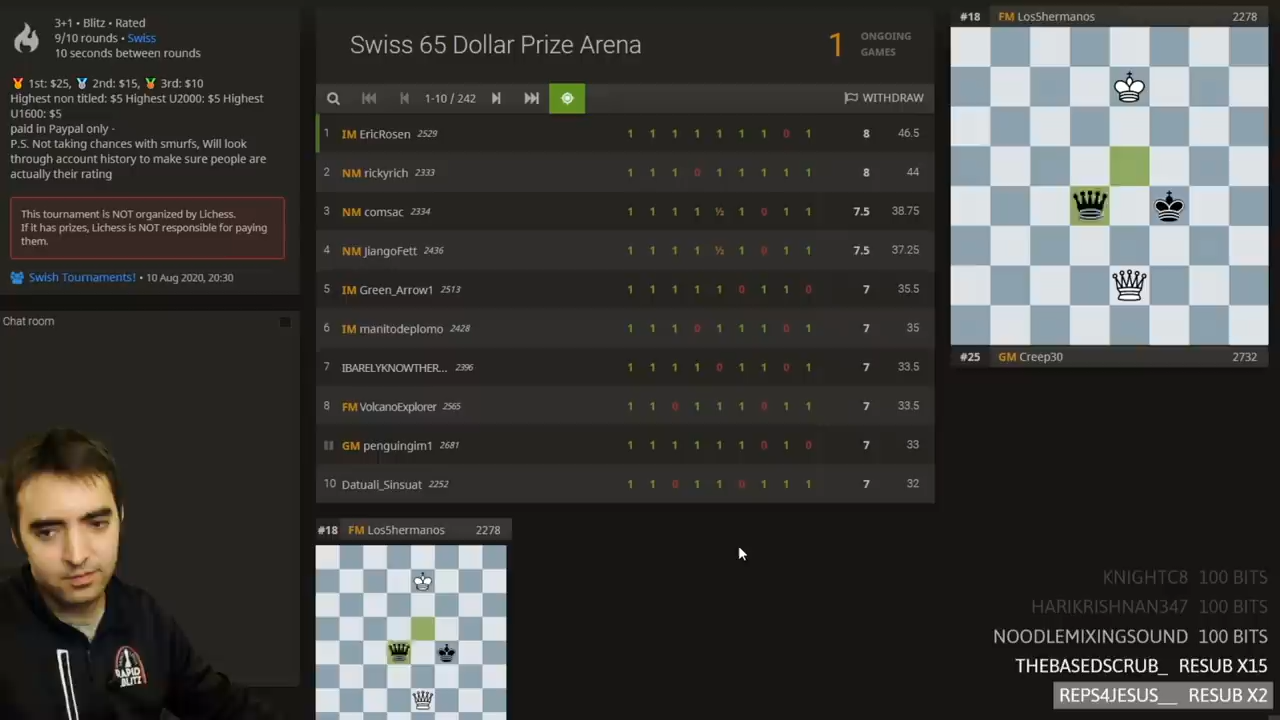 3+1 • Blitz • Rated
9/10 rounds • Swiss
10 seconds between rounds
1st: $25, 2nd: $15, 3rd: $10
Highest non titled: $5 Highest U2000: $5 Highest
U1600: $5
paid in Paypal only -
P.S. Not taking chances with smurfs, Will look
through account history to make sure people are
actually their rating
This tournament is NOT organized by Lichess.
If it has prizes, Lichess is NOT responsible for paying
them.
Swish Tournaments! • 10 Aug 2020, 20:30
Chat room
Swiss 65 Dollar Prize Arena
1 ONGOING
GAMES
1-10 / 242
WITHDRAW
1 IM EricRosen 2529 1 1 1 1 1 1 1 0 1 8 46.5
2 NM rickyrich 2333 1 1 1 0 1 1 1 1 1 8 44
3 NM comsac 2334 1 1 1 1 ½ 1 0 1 1 7.5 38.75
4 NM JiangoFett 2436 1 1 1 1 ½ 1 0 1 1 7.5 37.25
5 IM Green_Arrow1 2513 1 1 1 1 1 0 1 1 0 7 35.5
6 IM manitodeplomo 2428 1 1 1 0 1 1 1 0 1 7 35
7 IBARELYKNOWTHER... 2396 1 1 1 1 0 1 1 0 1 7 33.5
8 FM VolcanoExplorer 2565 1 1 0 1 1 1 0 1 1 7 33.5
GM penguingim1 2681 1 1 1 1 1 1 0 1 0 7 33
10 Datuali_Sinsuat 2252 1 1 0 1 1 0 1 1 1 7 32
#18 FM Los5hermanos 2278
#18 FM Los5hermanos 2278
#25 GM Creep30 2732
KNIGHTC8 100 BITS
HARIKRISHNAN347 100 BITS
NOODLEMIXINGSOUND 100 BITS
THEBASEDSCRUB_ RESUB X15
REPS4JESUS__ RESUB X2
RAPID
BLITZ